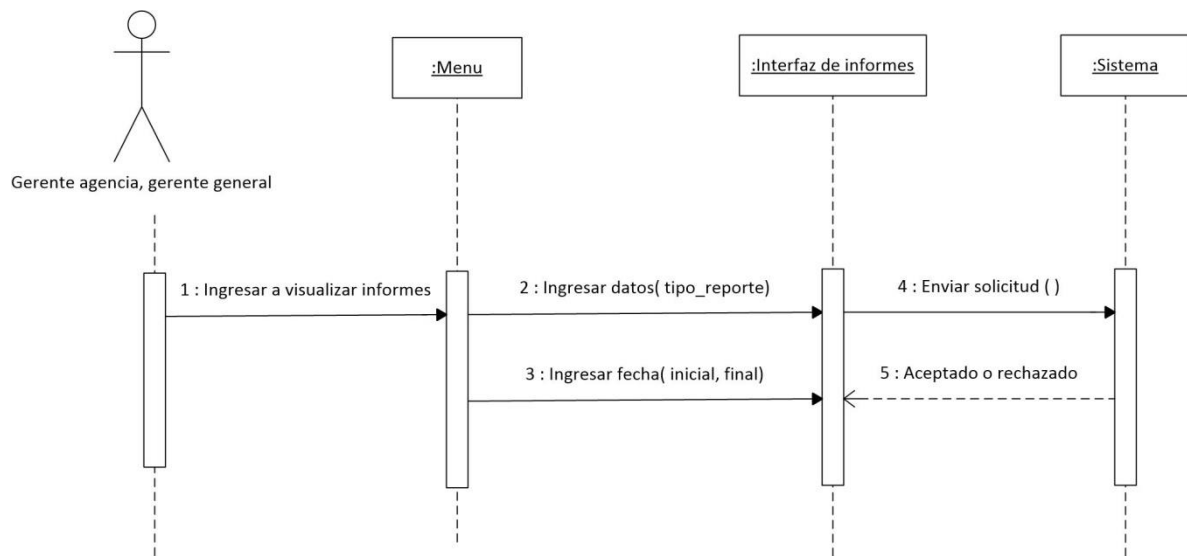 :Menu
:Interfaz de informes
:Sistema
Gerente agencia, gerente general
1 : Ingresar a visualizar informes
2 : Ingresar datos( tipo_reporte)
4 : Enviar solicitud ( )
3 : Ingresar fecha( inicial, final)
5 : Aceptado o rechazado